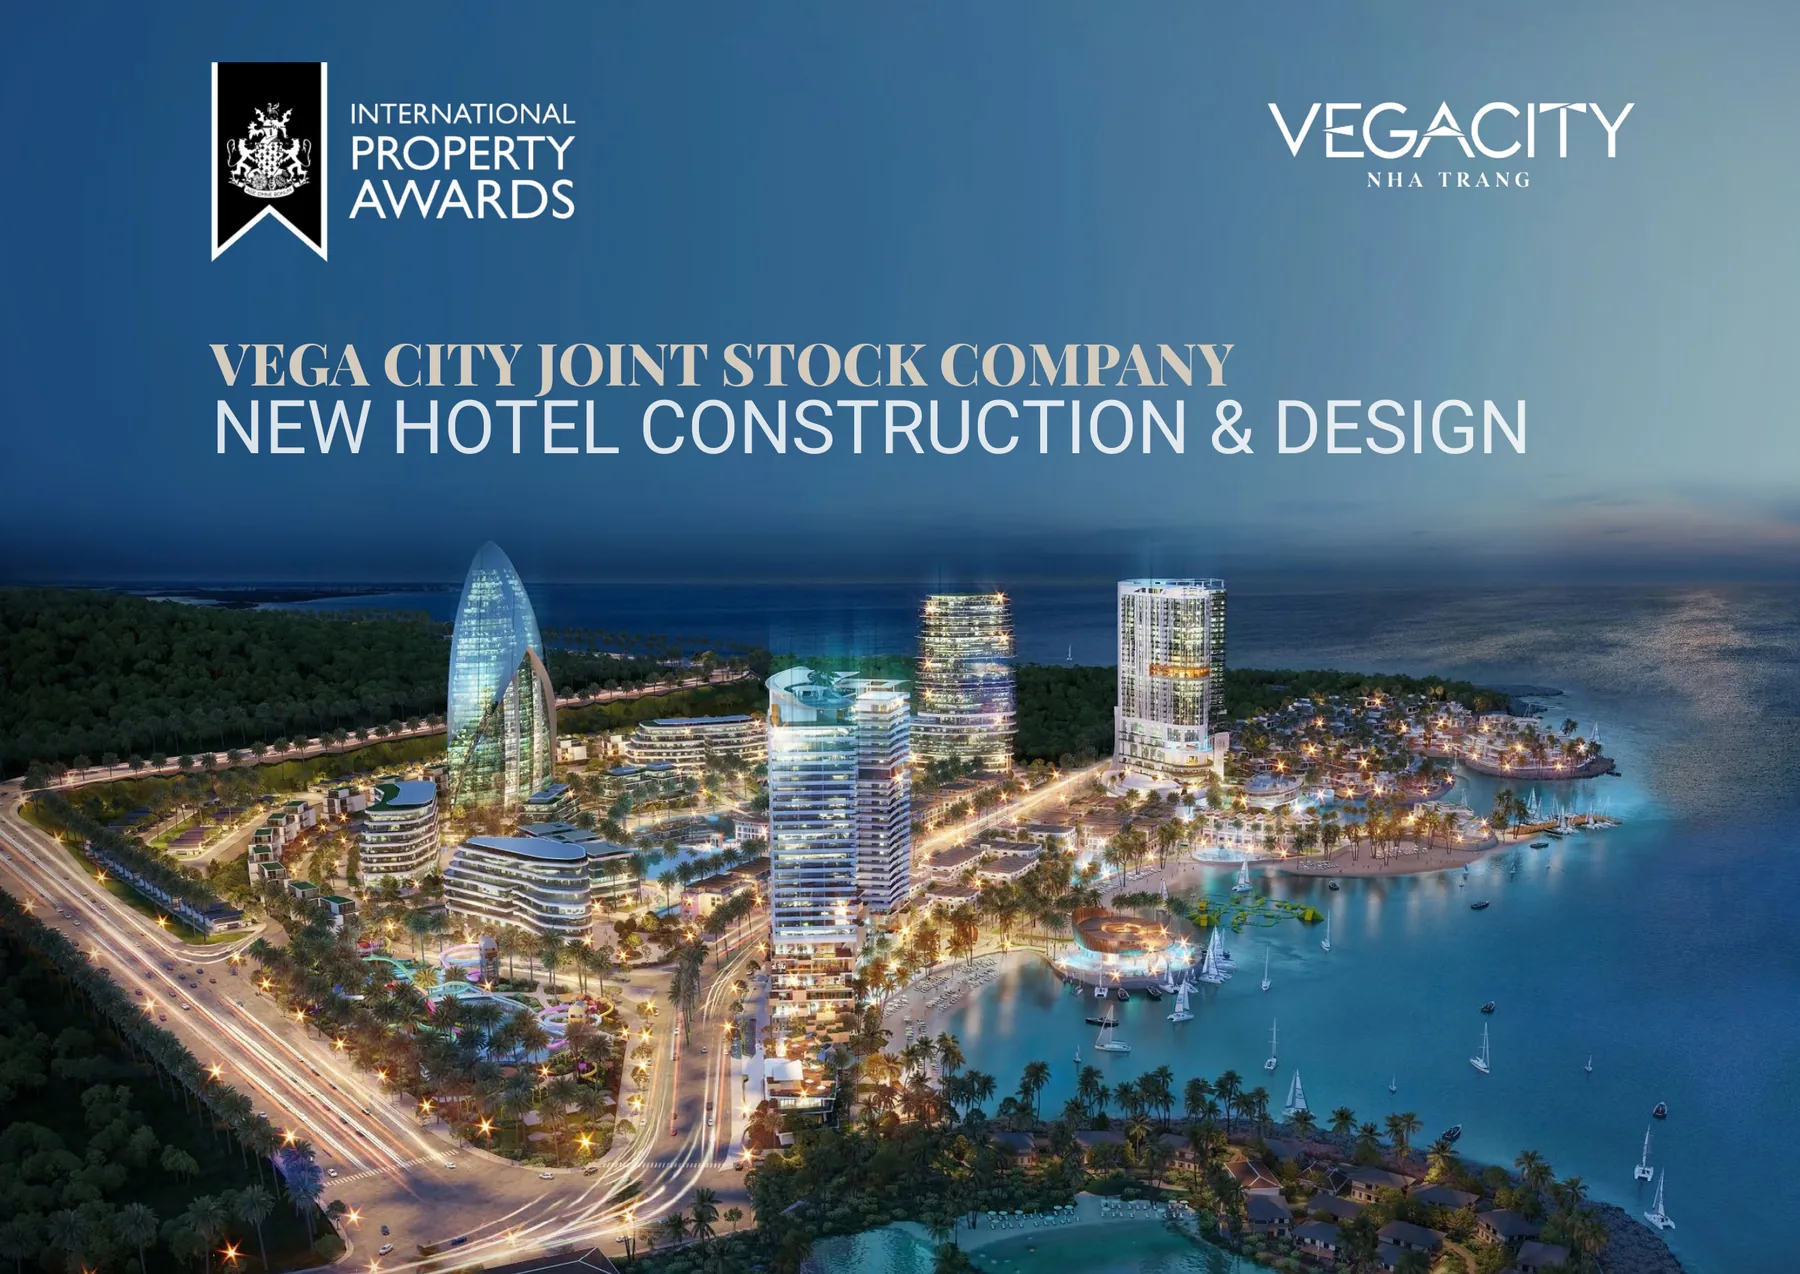 INTERNATIONAL
PROPERTY
AWARDS
VEGACITY
NHA TRANG
VEGA CITY JOINT STOCK COMPANY
NEW HOTEL CONSTRUCTION & DESIGN